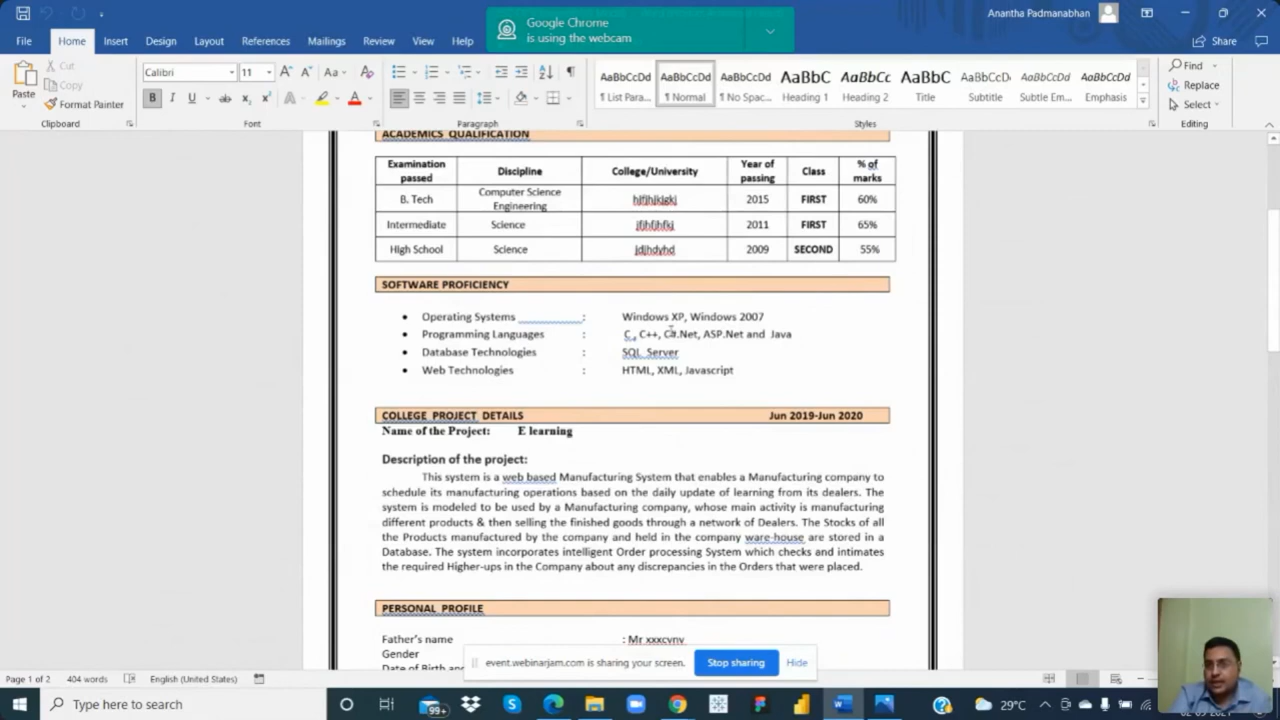 Google Chrome
is using the webcam
Anantha Padmanabhan
File Home Insert Design Layout References Mailings Review View Help
Share
Paste
Cut
Copy
Format Painter
Calibri 11
AaBbCcDd AaBbCcDd AaBbCcDd AaBbC AaBbCc AaBbC AaBbCcD AaBbCcDd AaBbCcDd
¶ List Para... ¶ Normal ¶ No Spac... Heading 1 Heading 2 Title Subtitle Subtle Em... Emphasis
Find
Replace
Select
Clipboard Font Paragraph Styles Editing
ACADEMICS QUALIFICATION
Examination passed Discipline College/University Year of passing Class % of marks
B. Tech Computer Science Engineering 2015 FIRST 60%
Intermediate Science jfjhfjhfkj 2011 FIRST 65%
High School Science jdjhdyhd 2009 SECOND 55%
SOFTWARE PROFICIENCY
• Operating Systems : Windows XP, Windows 2007
• Programming Languages : C , C++, C#.Net, ASP.Net and Java
• Database Technologies : SQL Server
• Web Technologies : HTML, XML, Javascript
COLLEGE PROJECT DETAILS Jun 2019-Jun 2020
Name of the Project: E learning
Description of the project:
This system is a web based Manufacturing System that enables a Manufacturing company to
schedule its manufacturing operations based on the daily update of learning from its dealers. The
system is modeled to be used by a Manufacturing company, whose main activity is manufacturing
different products & then selling the finished goods through a network of Dealers. The Stocks of all
the Products manufactured by the company and held in the company ware-house are stored in a
Database. The system incorporates intelligent Order processing System which checks and intimates
the required Higher-ups in the Company about any discrepancies in the Orders that were placed.
PERSONAL PROFILE
Father's name : Mr xxxcvnv
Gender
Date of Birth and
event.webinarjam.com is sharing your screen. Stop sharing Hide
Page 1 of 2 404 words English (United States)
Type here to search
99+
29°C